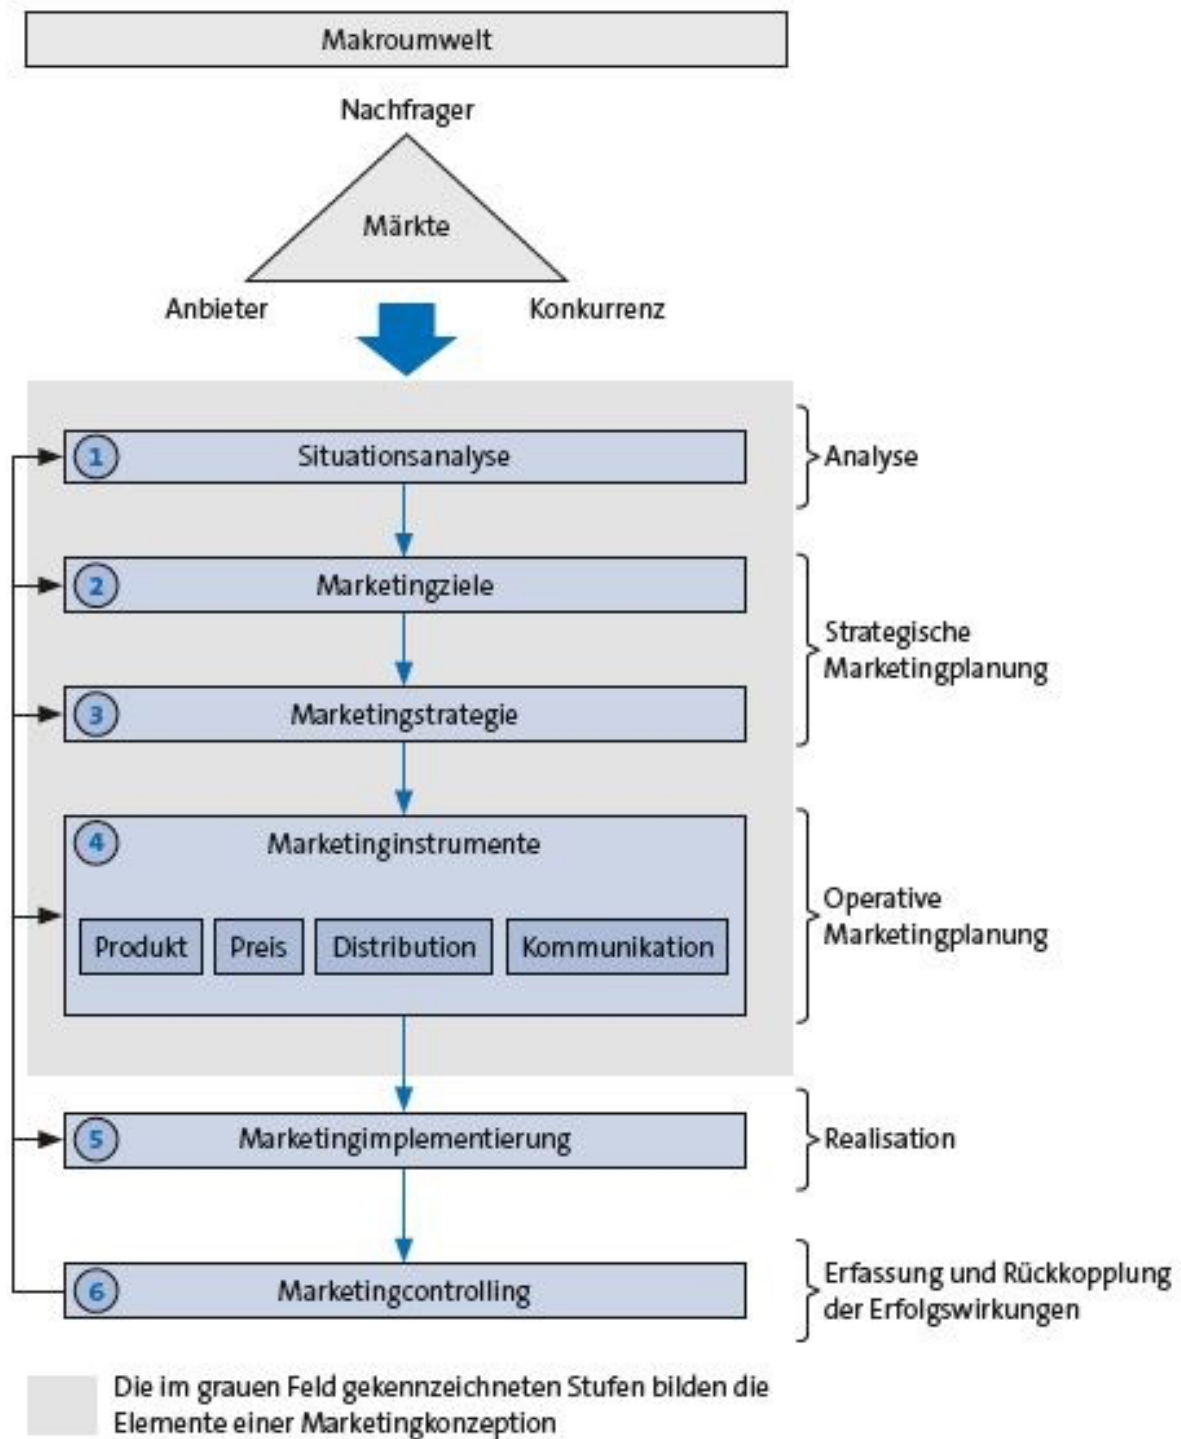 Makroumwelt
Nachfrager
Märkte
Anbieter
Konkurrenz
1 Situationsanalyse
Analyse
2 Marketingziele
Strategische
Marketingplanung
3 Marketingstrategie
4 Marketinginstrumente
Produkt Preis Distribution Kommunikation
Operative
Marketingplanung
5 Marketingimplementierung
Realisation
6 Marketingcontrolling
Erfassung und Rückkopplung
der Erfolgswirkungen
Die im grauen Feld gekennzeichneten Stufen bilden die
Elemente einer Marketingkonzeption